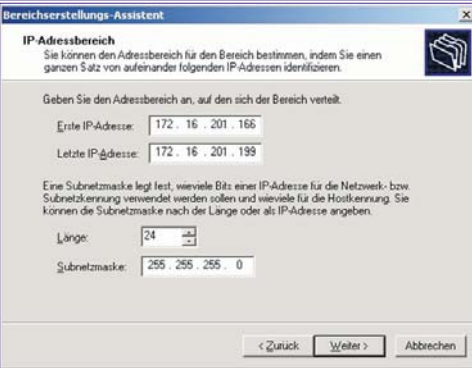 Bereichserstellungs-Assistent
IP-Adressbereich
Sie können den Adressbereich für den Bereich bestimmen, indem Sie einen
ganzen Satz von aufeinander folgenden IP-Adressen identifizieren.
Geben Sie den Adressbereich an, auf den sich der Bereich verteilt.
Erste IP-Adresse: 172 . 16 . 201 . 166
Letzte IP-Adresse: 172 . 16 . 201 . 199
Eine Subnetzmaske legt fest, wieviele Bits einer IP-Adresse für die Netzwerk- bzw.
Subnetzkennung verwendet werden sollen und wieviele für die Hostkennung. Sie
können die Subnetzmaske nach der Länge oder als IP-Adresse angeben.
Länge: 24
Subnetzmaske: 255 . 255 . 255 . 0
< Zurück Weiter > Abbrechen